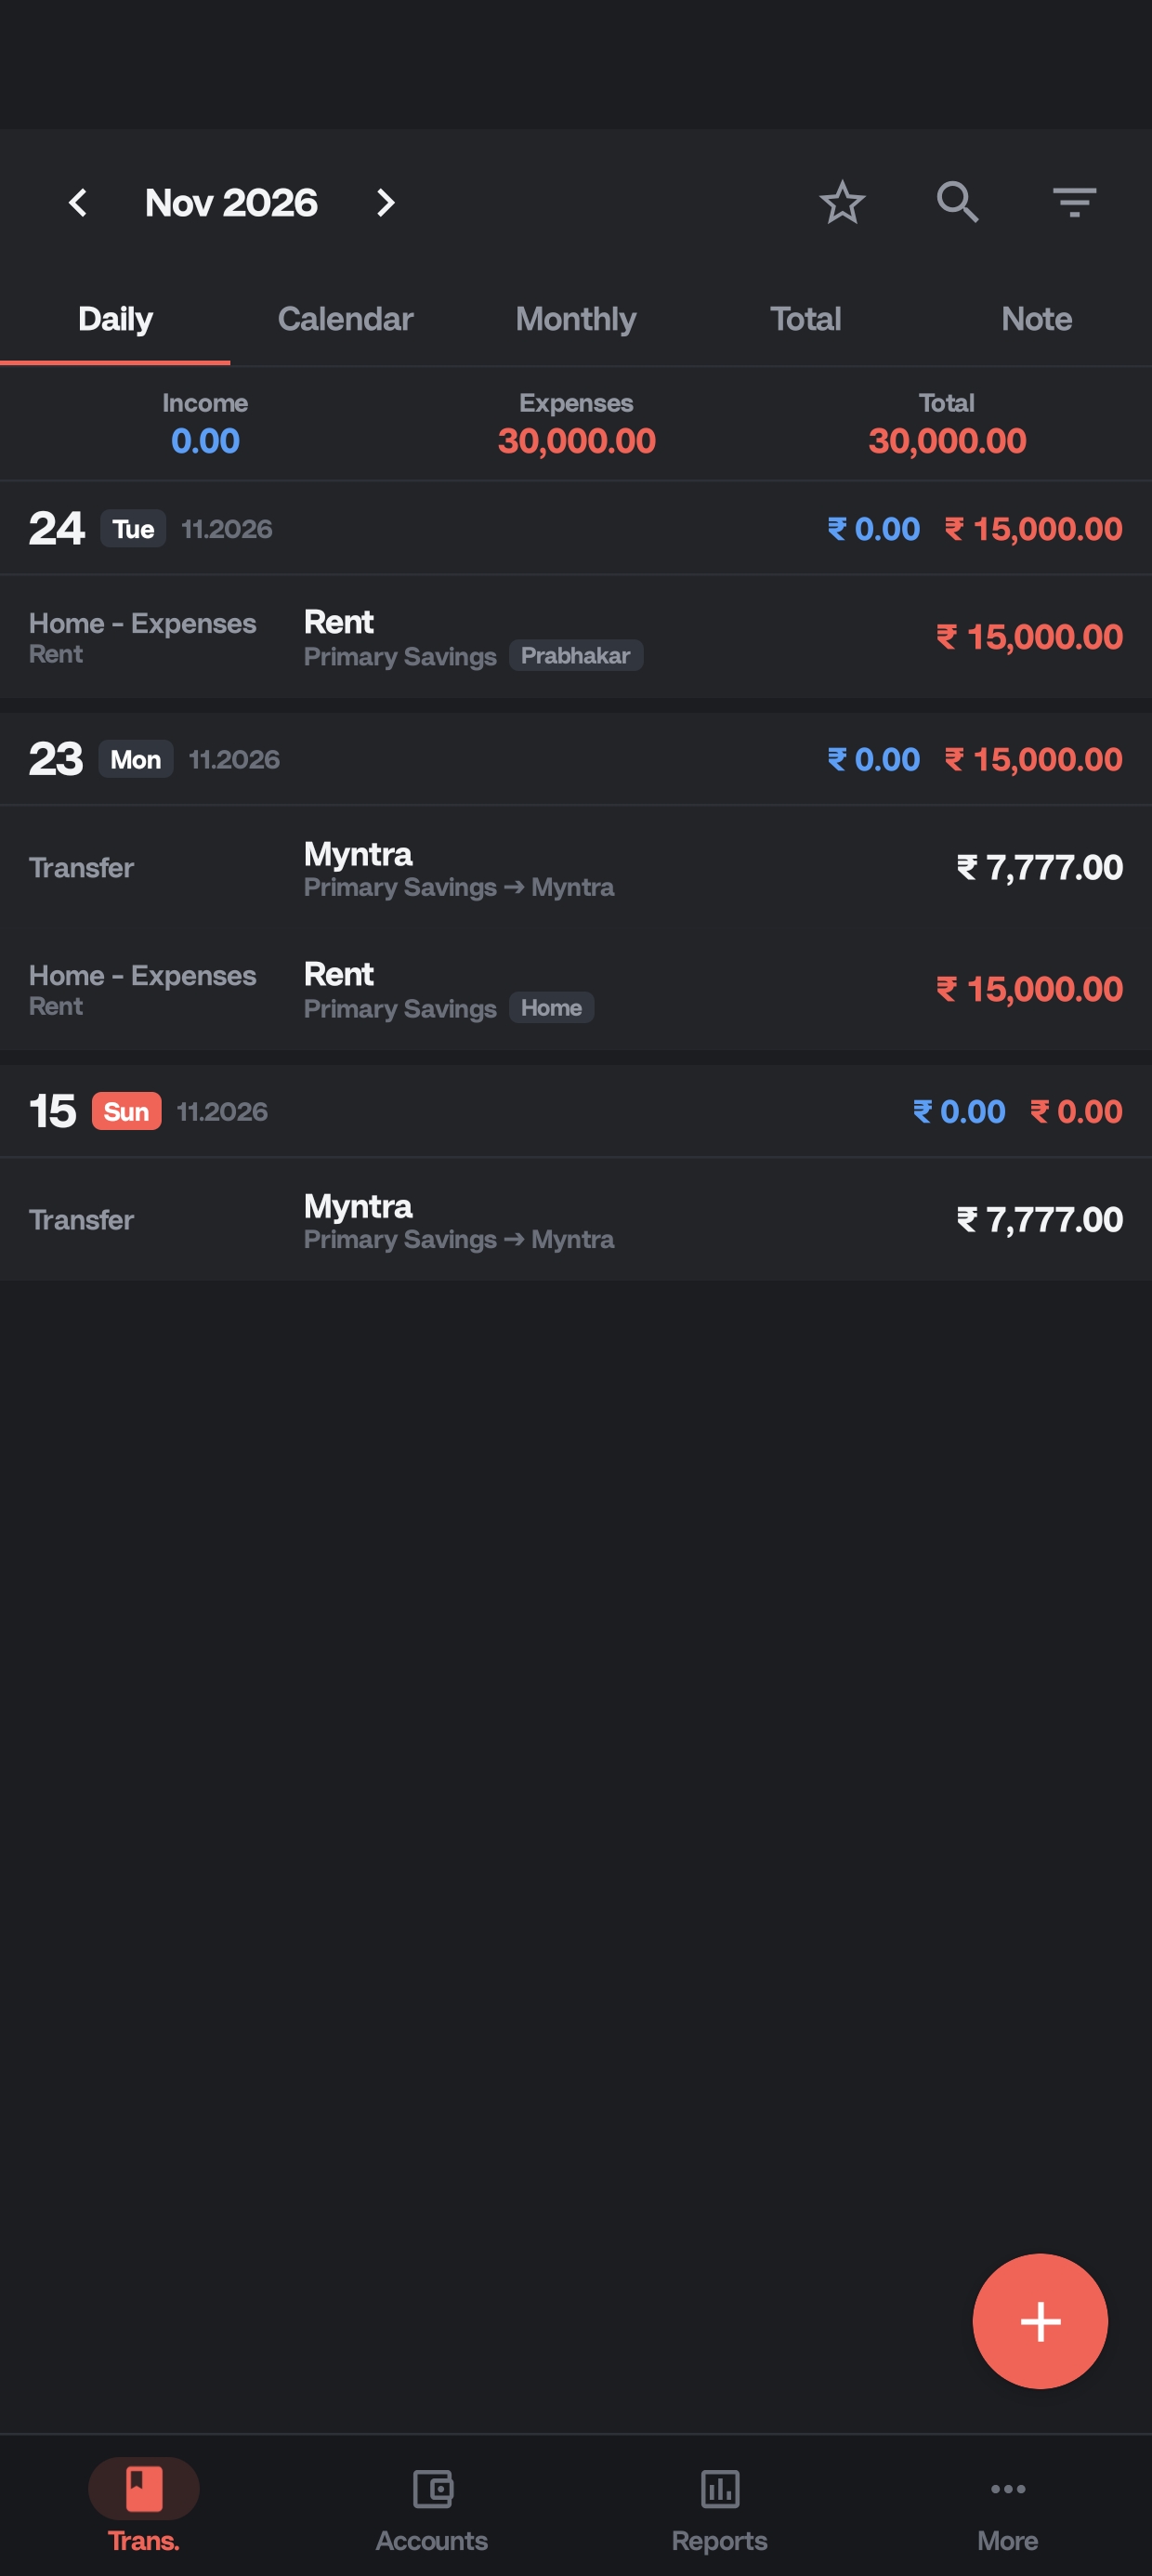 Nov 2026
Daily Calendar Monthly Total Note
Income Expenses Total
0.00 30,000.00 30,000.00
24 Tue 11.2026 ₹ 0.00 ₹ 15,000.00
Home - Expenses Rent ₹ 15,000.00
Rent Primary Savings Prabhakar
23 Mon 11.2026 ₹ 0.00 ₹ 15,000.00
Transfer Myntra ₹ 7,777.00
Primary Savings → Myntra
Home - Expenses Rent ₹ 15,000.00
Rent Primary Savings Home
15 Sun 11.2026 ₹ 0.00 ₹ 0.00
Transfer Myntra ₹ 7,777.00
Primary Savings → Myntra
Trans. Accounts Reports More